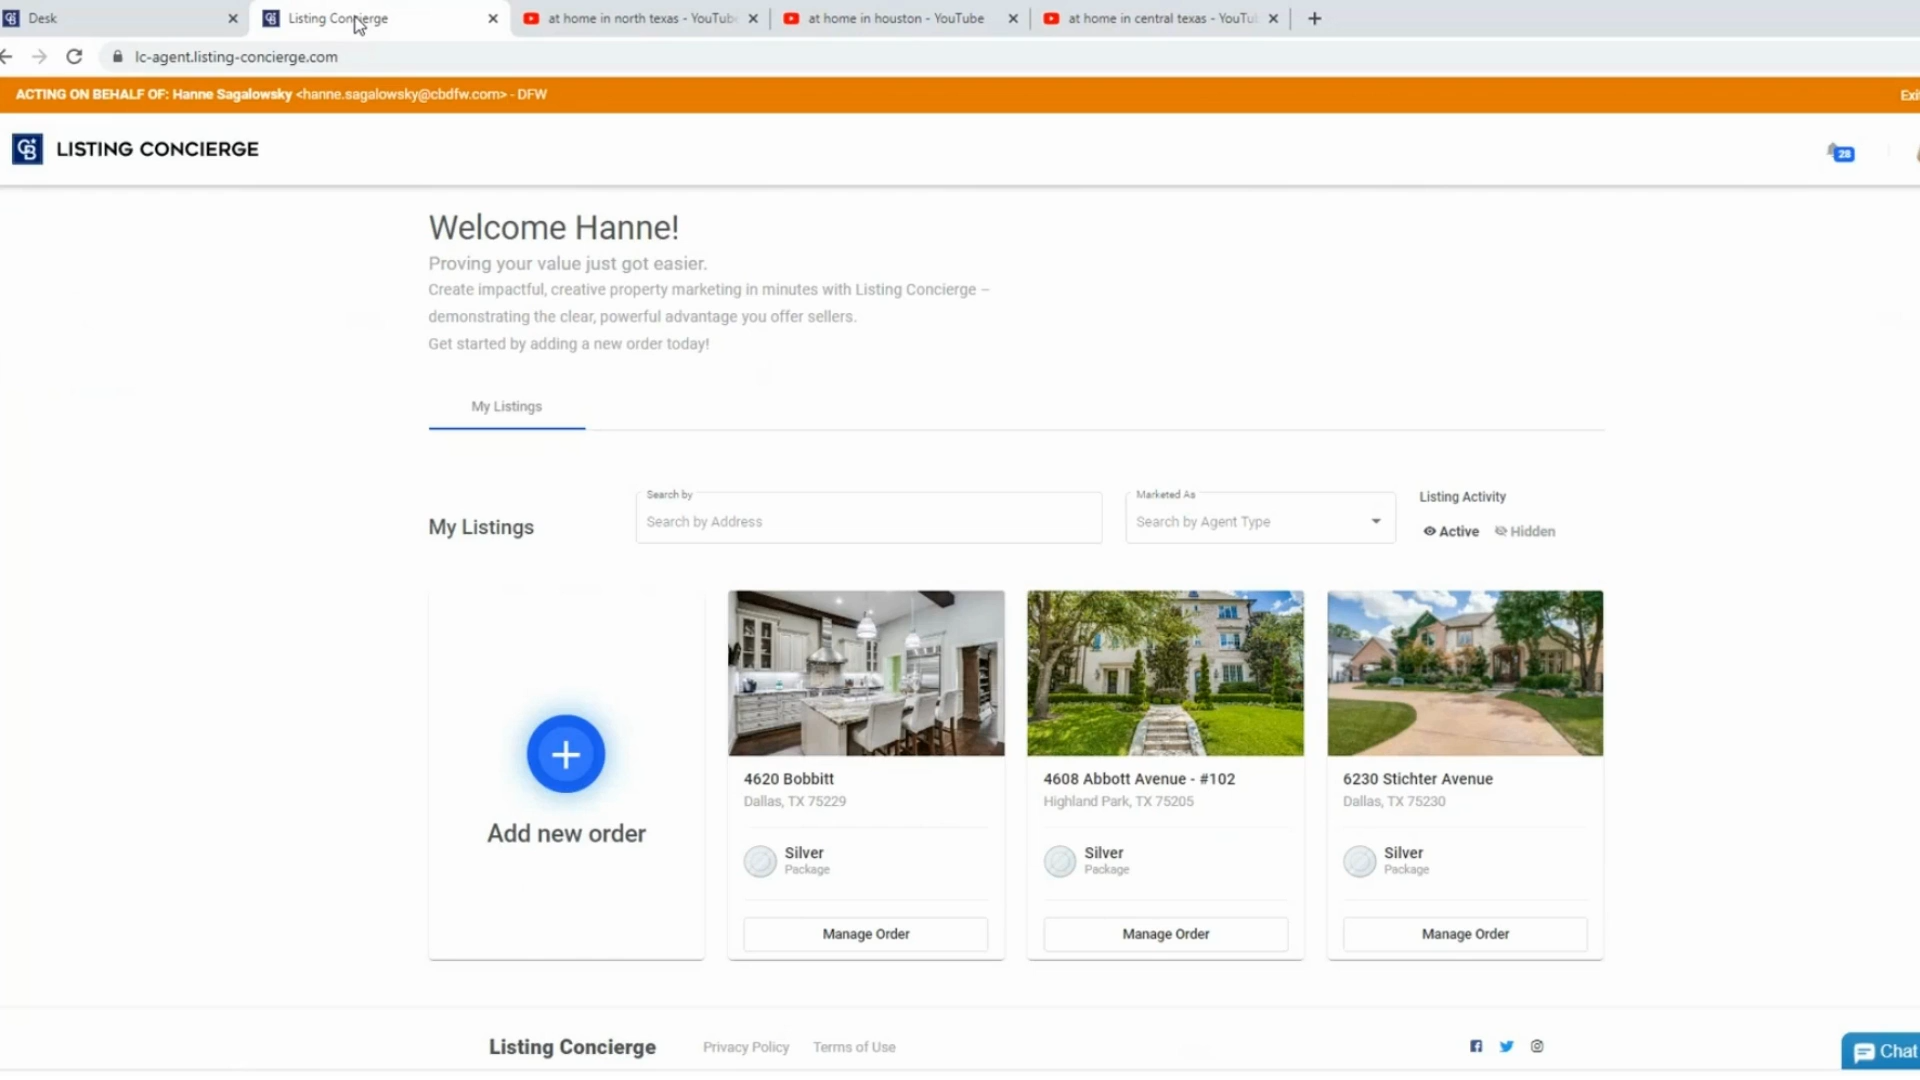 Desk
Listing Concierge
at home in north texas - YouTub
at home in houston - YouTube
at home in central texas - YouTu
lc-agent.listing-concierge.com
ACTING ON BEHALF OF: Hanne Sagalowsky <hanne.sagalowsky@cbdfw.com> - DFW
Exit
LISTING CONCIERGE
28
Welcome Hanne!
Proving your value just got easier.
Create impactful, creative property marketing in minutes with Listing Concierge –
demonstrating the clear, powerful advantage you offer sellers.
Get started by adding a new order today!
My Listings
My Listings
Search by
Search by Address
Marketed As
Search by Agent Type
Listing Activity
Active
Hidden
Add new order
4620 Bobbitt
Dallas, TX 75229
Silver
Package
Manage Order
4608 Abbott Avenue - #102
Highland Park, TX 75205
Silver
Package
Manage Order
6230 Stichter Avenue
Dallas, TX 75230
Silver
Package
Manage Order
Listing Concierge
Privacy Policy
Terms of Use
Chat